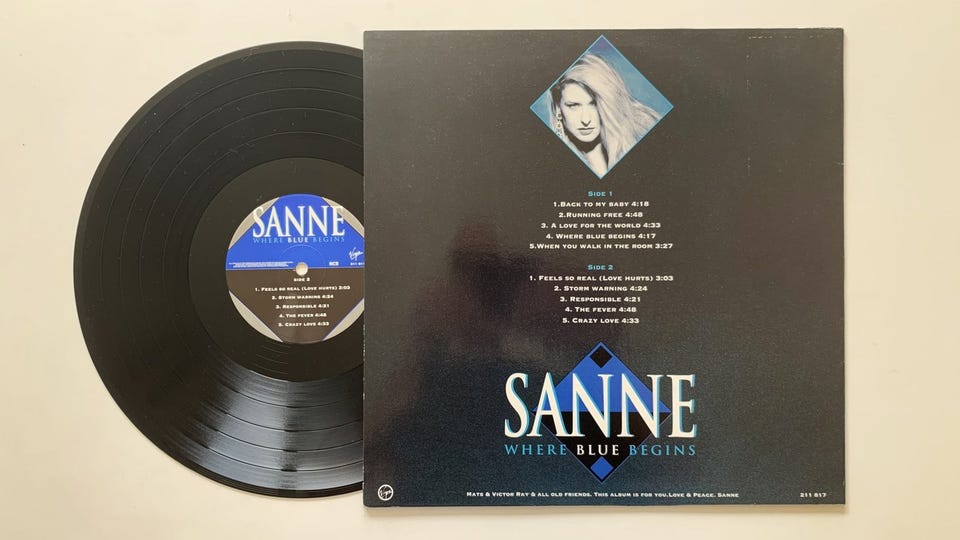 SANNE
WHERE BLUE BEGINS
Virgin
BCS
211 617
SIDE 2
1. FEELS SO REAL (LOVE HURTS) 3:03
2. STORM WARNING 4:24
3. RESPONSIBLE 4:21
4. THE FEVER 4:48
5. CRAZY LOVE 4:33
SIDE 1
1.BACK TO MY BABY 4:18
2.RUNNING FREE 4:48
3. A LOVE FOR THE WORLD 4:33
4. WHERE BLUE BEGINS 4:17
5.WHEN YOU WALK IN THE ROOM 3:27
SIDE 2
1. FEELS SO REAL (LOVE HURTS) 3:03
2. STORM WARNING 4:24
3. RESPONSIBLE 4:21
4. THE FEVER 4:48
5. CRAZY LOVE 4:33
SANNE
WHERE BLUE BEGINS
Virgin
MATS & VICTOR RAY & ALL OLD FRIENDS. THIS ALBUM IS FOR YOU.LOVE & PEACE. SANNE
211 617